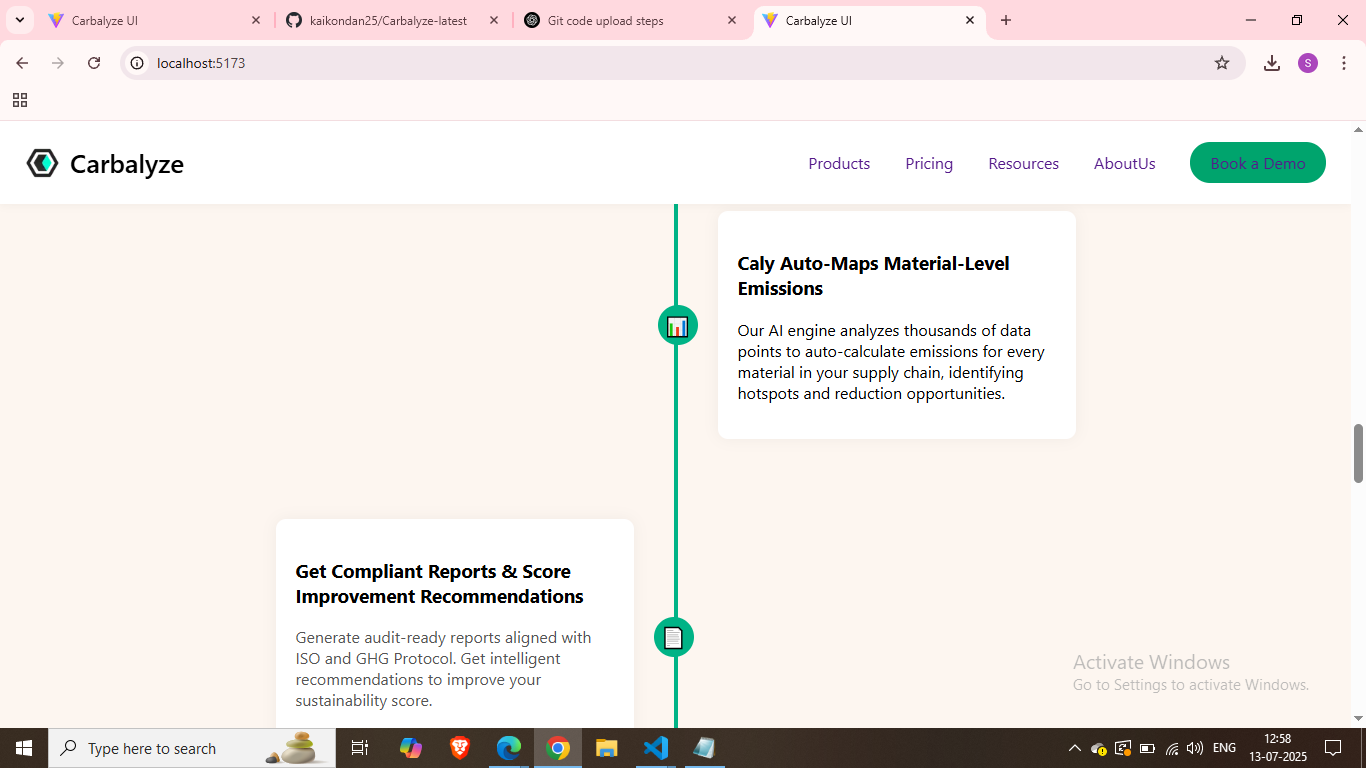 Carbalyze UI
kaikondan25/Carbalyze-latest
Git code upload steps
Carbalyze UI
localhost:5173
S
Carbalyze
Products
Pricing
Resources
AboutUs
Book a Demo
Caly Auto-Maps Material-Level
Emissions
Our AI engine analyzes thousands of data
points to auto-calculate emissions for every
material in your supply chain, identifying
hotspots and reduction opportunities.
Get Compliant Reports & Score
Improvement Recommendations
Generate audit-ready reports aligned with
ISO and GHG Protocol. Get intelligent
recommendations to improve your
sustainability score.
Activate Windows
Go to Settings to activate Windows.
Type here to search
ENG
12:58
13-07-2025